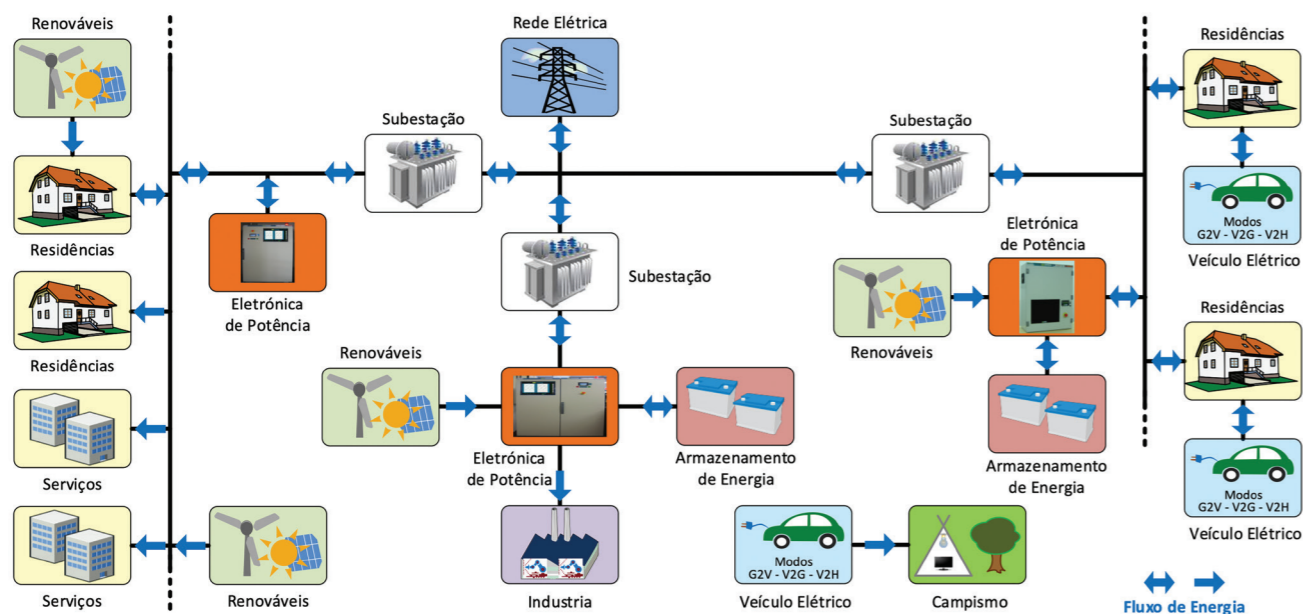 Renováveis
Rede Elétrica
Residências
Subestação
Subestação
Residências
Eletrónica
de Potência
Modos
G2V - V2G - V2H
Veículo Elétrico
Eletrónica
de Potência
Subestação
Residências
Renováveis
Renováveis
Residências
Serviços
Eletrónica
de Potência
Armazenamento
de Energia
Armazenamento
de Energia
Modos
G2V - V2G - V2H
Veículo Elétrico
Modos
G2V - V2G - V2H
Serviços
Renováveis
Industria
Veículo Elétrico
Campismo
Fluxo de Energia